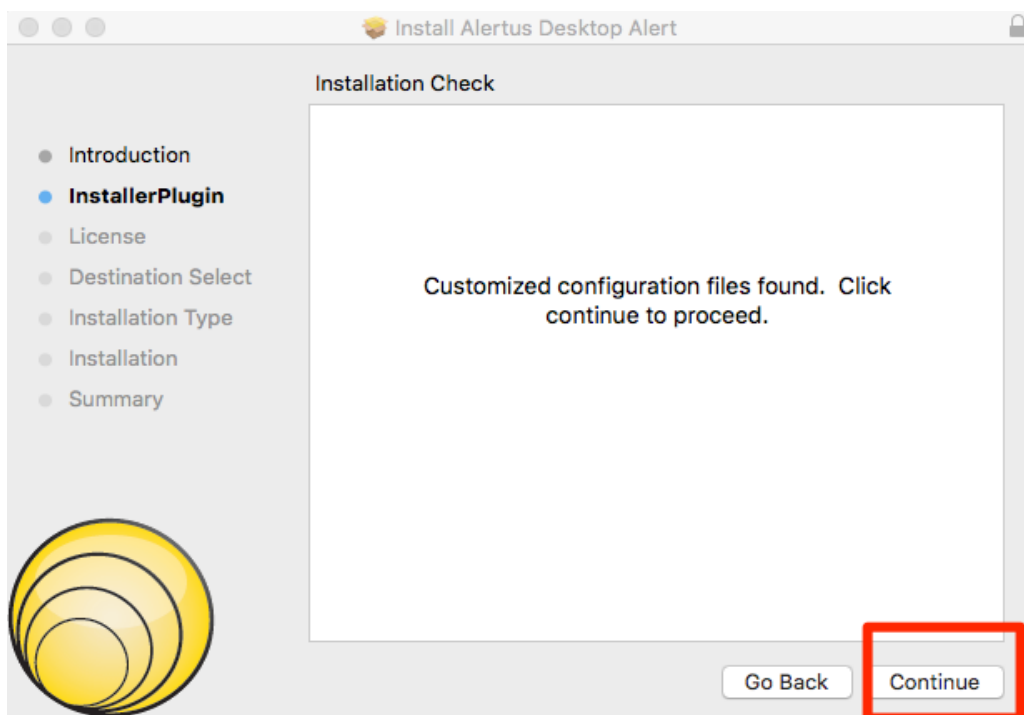 Install Alertus Desktop Alert
Installation Check
Introduction
InstallerPlugin
License
Destination Select
Installation Type
Installation
Summary
Customized configuration files found.  Click
continue to proceed.
Go Back
Continue